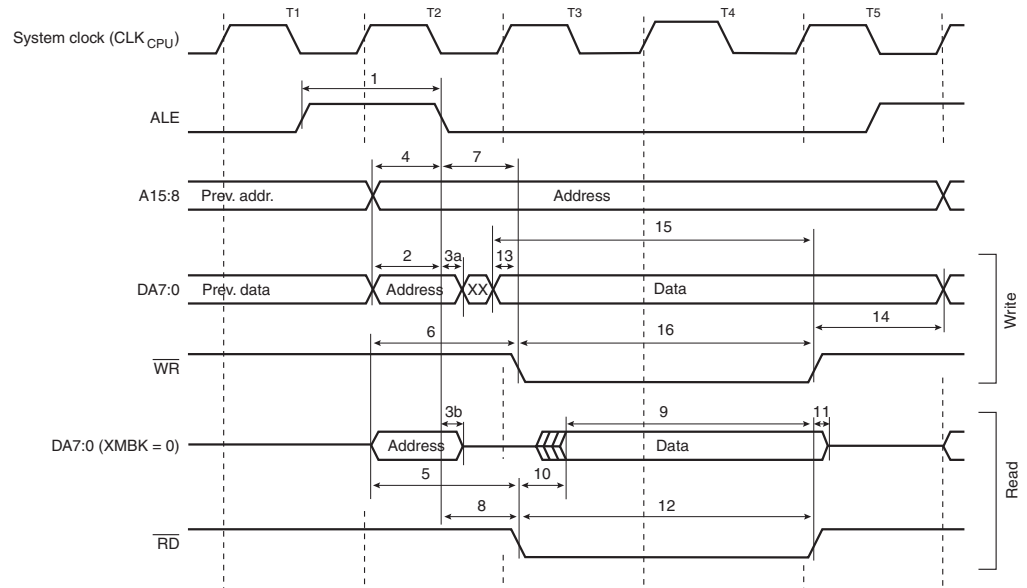 T1 T2 T3 T4 T5
System clock (CLK CPU)
1
ALE
4 7
A15:8 Prev. addr. Address
15
2 3a 13
DA7:0 Prev. data Address XX Data
14
6 16
WR
Write
3b 9 11
DA7:0 (XMBK = 0) Address Data
5 10
8 12
RD
Read